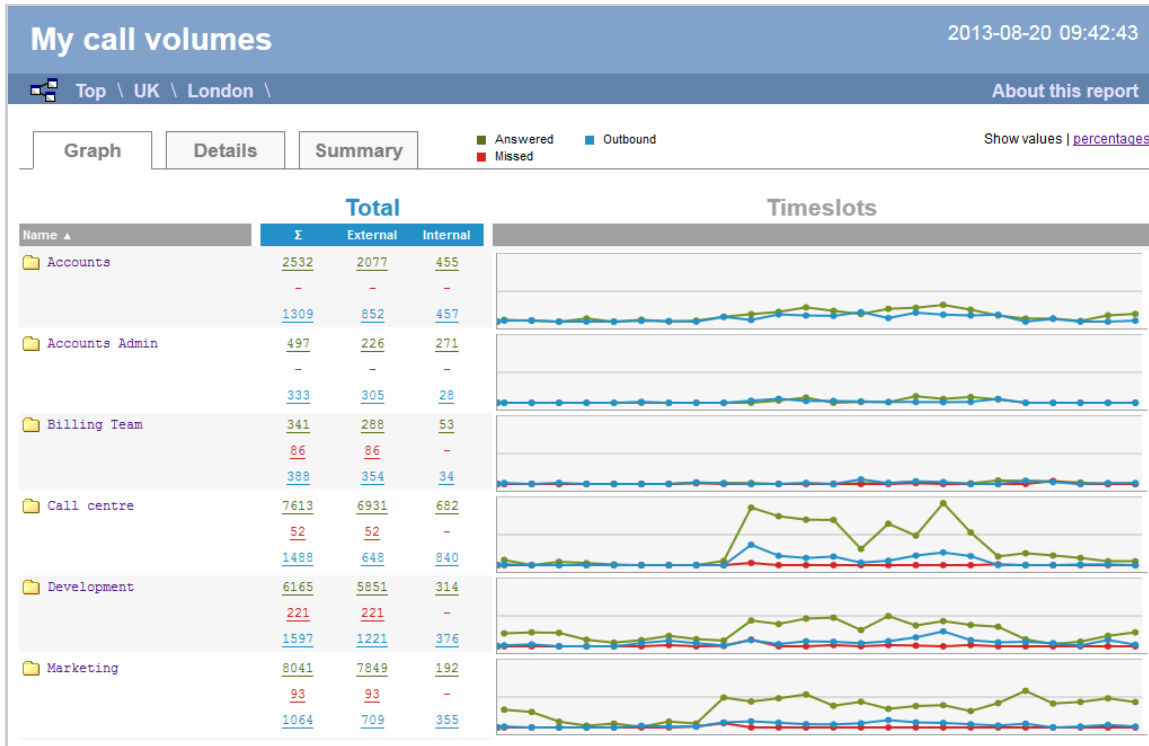 My call volumes 2013-08-20 09:42:43
Top \ UK \ London \ About this report
Graph Details Summary Answered Outbound Show values | percentages
Missed
Total Timeslots
Name ▲ Σ External Internal
Accounts 2532 2077 455
- - -
1309 852 457
Accounts Admin 497 226 271
- - -
333 305 28
Billing Team 341 288 53
86 86 -
388 354 34
Call centre 7613 6931 682
52 52 -
1488 648 840
Development 6165 5851 314
221 221 -
1597 1221 376
Marketing 8041 7849 192
93 93 -
1064 709 355